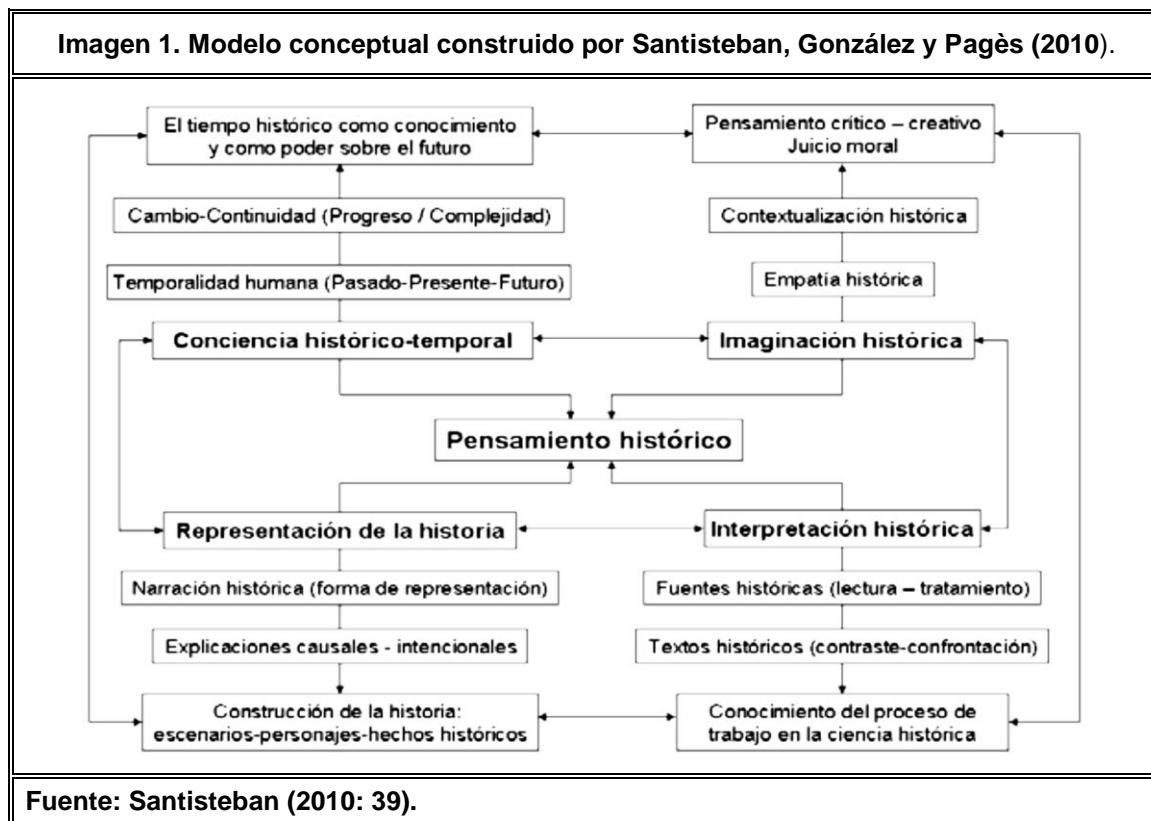 Imagen 1. Modelo conceptual construido por Santisteban, González y Pagès (2010).
El tiempo histórico como conocimiento
y como poder sobre el futuro
Pensamiento crítico – creativo
Juicio moral
Cambio-Continuidad (Progreso / Complejidad)
Contextualización histórica
Temporalidad humana (Pasado-Presente-Futuro)
Empatía histórica
Conciencia histórico-temporal
Imaginación histórica
Pensamiento histórico
Representación de la historia
Interpretación histórica
Narración histórica (forma de representación)
Fuentes históricas (lectura – tratamiento)
Explicaciones causales - intencionales
Textos históricos (contraste-confrontación)
Construcción de la historia:
escenarios-personajes-hechos históricos
Conocimiento del proceso de
trabajo en la ciencia histórica
Fuente: Santisteban (2010: 39).